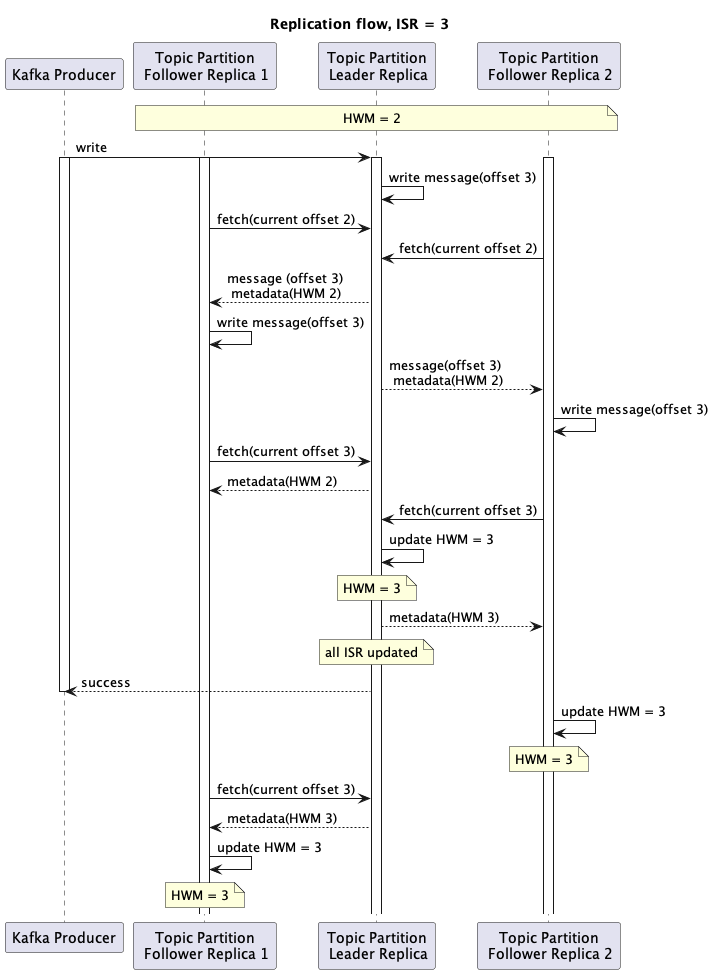 Replication flow, ISR = 3
Kafka Producer
Topic Partition
Follower Replica 1
Topic Partition
Leader Replica
Topic Partition
Follower Replica 2
HWM = 2
write
write message(offset 3)
fetch(current offset 2)
fetch(current offset 2)
message (offset 3)
metadata(HWM 2)
write message(offset 3)
message(offset 3)
metadata(HWM 2)
write message(offset 3)
fetch(current offset 3)
metadata(HWM 2)
fetch(current offset 3)
update HWM = 3
HWM = 3
metadata(HWM 3)
all ISR updated
success
update HWM = 3
HWM = 3
fetch(current offset 3)
metadata(HWM 3)
update HWM = 3
HWM = 3
Kafka Producer
Topic Partition
Follower Replica 1
Topic Partition
Leader Replica
Topic Partition
Follower Replica 2